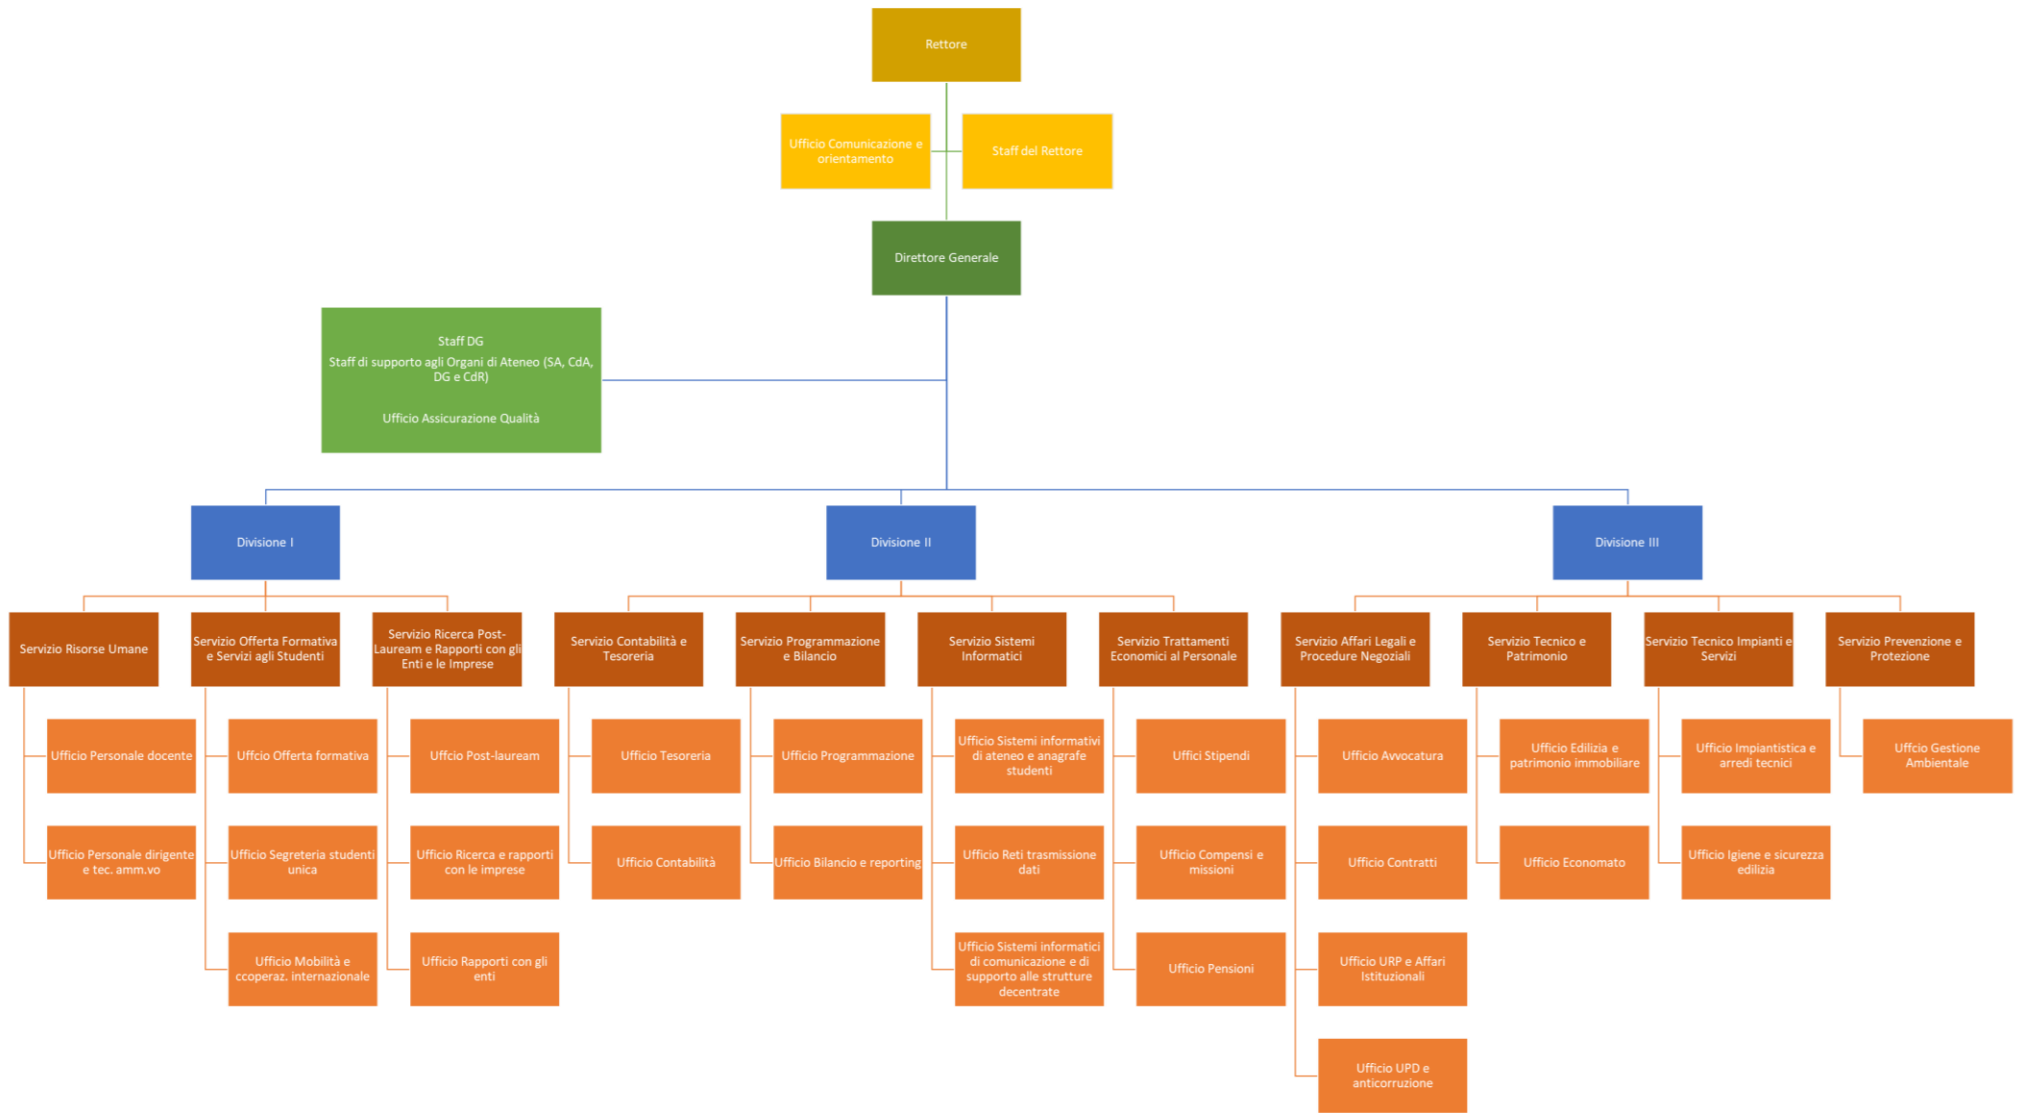 Rettore
Ufficio Comunicazione e
orientamento
Staff del Rettore
Direttore Generale
Staff DG
Staff di supporto agli Organi di Ateneo (SA, CdA,
DG e CdR)
Ufficio Assicurazione Qualità
Divisione I
Divisione II
Divisione III
Servizio Risorse Umane
Servizio Offerta Formativa
e Servizi agli Studenti
Servizio Ricerca Post-
Lauream e Rapporti con gli
Enti e le Imprese
Servizio Contabilità e
Tesoreria
Servizio Programmazione
e Bilancio
Servizio Sistemi
Informatici
Servizio Trattamenti
Economici al Personale
Servizio Affari Legali e
Procedure Negoziali
Servizio Tecnico e
Patrimonio
Servizio Tecnico Impianti e
Servizi
Servizio Prevenzione e
Protezione
Ufficio Personale docente
Uffcio Offerta formativa
Ufficio Post-lauream
Ufficio Tesoreria
Ufficio Programmazione
Ufficio Sistemi informativi
di ateneo e anagrafe
studenti
Uffici Stipendi
Ufficio Avvocatura
Ufficio Edilizia e
patrimonio immobiliare
Ufficio Impiantistica e
arredi tecnici
Uffcio Gestione
Ambientale
Ufficio Personale dirigente
e tec. amm.vo
Ufficio Segreteria studenti
unica
Ufficio Ricerca e rapporti
con le imprese
Ufficio Contabilità
Ufficio Bilancio e reporting
Ufficio Reti trasmissione
dati
Ufficio Compensi e
missioni
Ufficio Contratti
Ufficio Economato
Ufficio Igiene e sicurezza
edilizia
Ufficio Mobilità e
ccoperaz. internazionale
Ufficio Rapporti con gli
enti
Ufficio Sistemi informatici
di comunicazione e di
supporto alle strutture
decentrate
Ufficio Pensioni
Ufficio URP e Affari
Istituzionali
Ufficio UPD e
anticorruzione